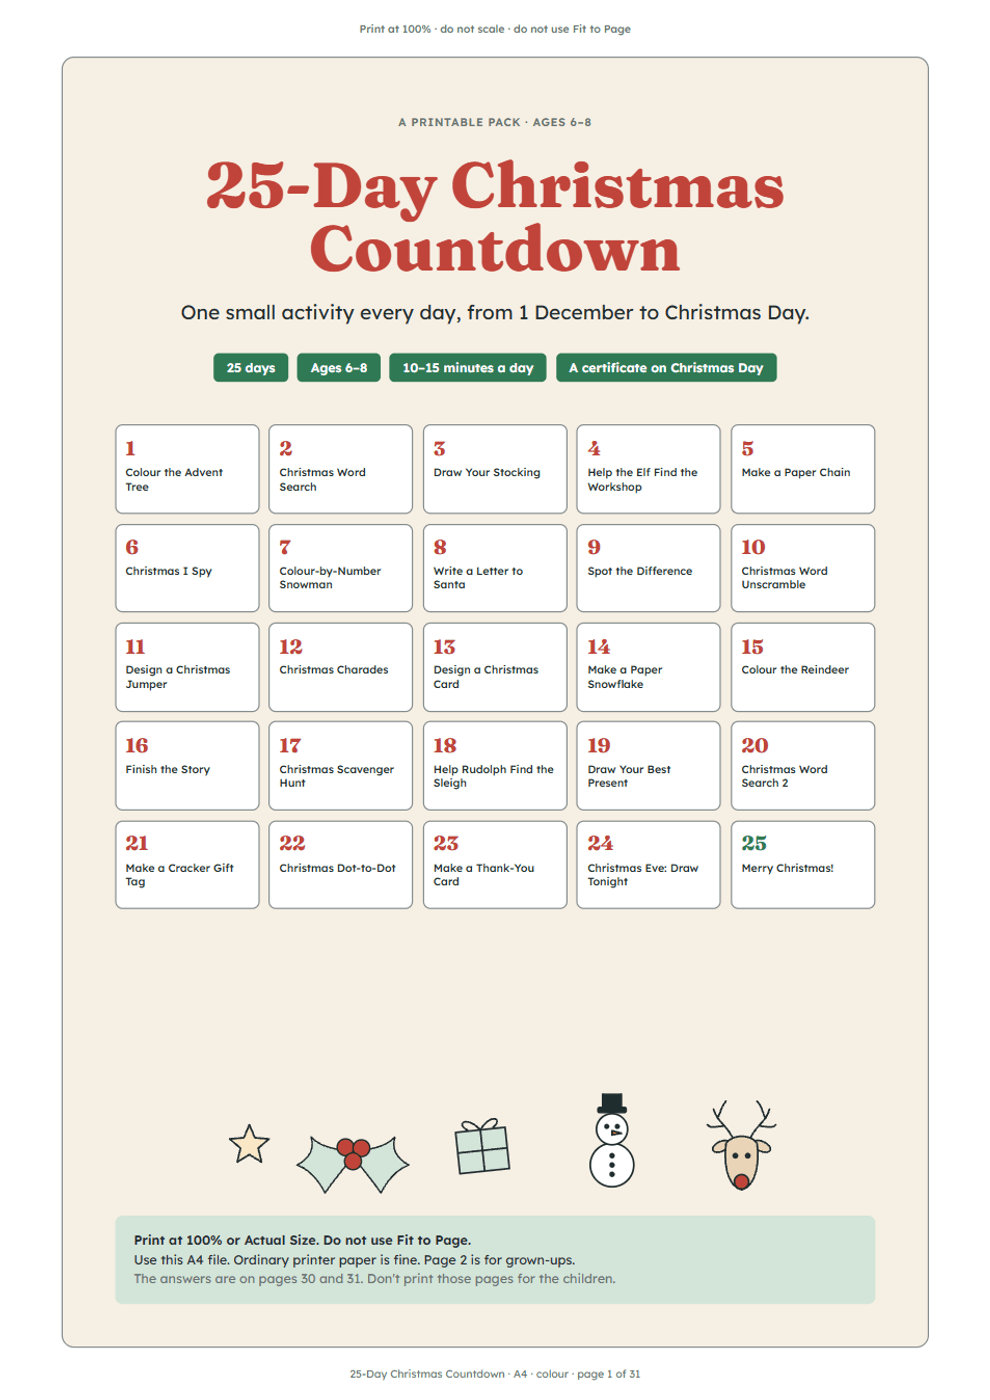 Print at 100% · do not scale · do not use Fit to Page
A PRINTABLE PACK · AGES 6–8
25-Day Christmas
Countdown
One small activity every day, from 1 December to Christmas Day.
25 days
Ages 6–8
10–15 minutes a day
A certificate on Christmas Day
1
Colour the Advent
Tree
2
Christmas Word
Search
3
Draw Your Stocking
4
Help the Elf Find the
Workshop
5
Make a Paper Chain
6
Christmas I Spy
7
Colour-by-Number
Snowman
8
Write a Letter to
Santa
9
Spot the Difference
10
Christmas Word
Unscramble
11
Design a Christmas
Jumper
12
Christmas Charades
13
Design a Christmas
Card
14
Make a Paper
Snowflake
15
Colour the Reindeer
16
Finish the Story
17
Christmas Scavenger
Hunt
18
Help Rudolph Find the
Sleigh
19
Draw Your Best
Present
20
Christmas Word
Search 2
21
Make a Cracker Gift
Tag
22
Christmas Dot-to-Dot
23
Make a Thank-You
Card
24
Christmas Eve: Draw
Tonight
25
Merry Christmas!
Print at 100% or Actual Size. Do not use Fit to Page.
Use this A4 file. Ordinary printer paper is fine. Page 2 is for grown-ups.
The answers are on pages 30 and 31. Don't print those pages for the children.
25-Day Christmas Countdown · A4 · colour · page 1 of 31